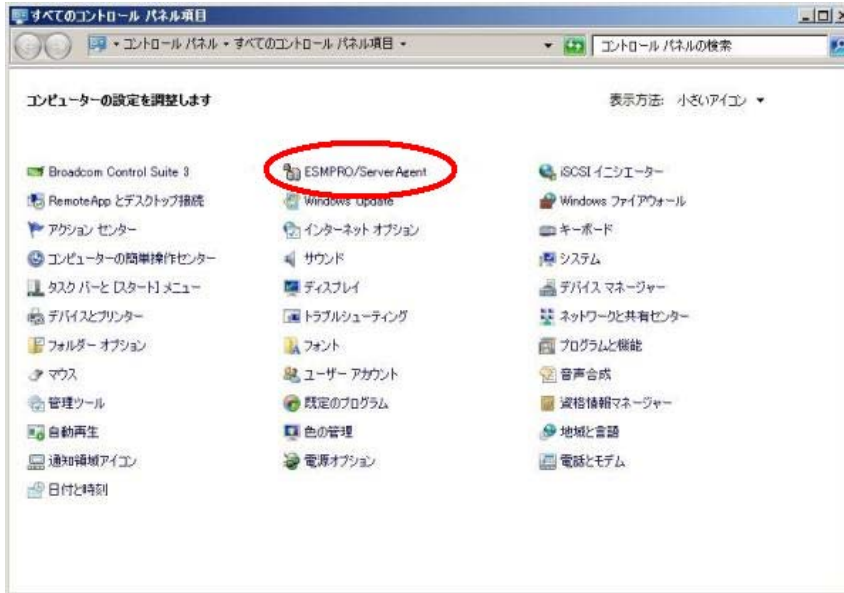 すべてのコントロール パネル項目
コントロール パネル すべてのコントロール パネル項目
コントロール パネルの検索
コンピューターの設定を調整します
表示方法: 小さいアイコン
Broadcom Control Suite 3
ESMPRO/ServerAgent
iSCSI イニシエーター
RemoteApp とデスクトップ接続
Windows Update
Windows ファイアウォール
アクション センター
インターネット オプション
キーボード
コンピューターの簡単操作センター
サウンド
システム
タスク バーと [スタート] メニュー
ディスプレイ
デバイス マネージャー
デバイスとプリンター
トラブルシューティング
ネットワークと共有センター
フォルダー オプション
フォント
プログラムと機能
マウス
ユーザー アカウント
音声合成
管理ツール
既定のプログラム
資格情報マネージャー
自動再生
色の管理
地域と言語
通知領域アイコン
電源オプション
電話とモデム
日付と時刻